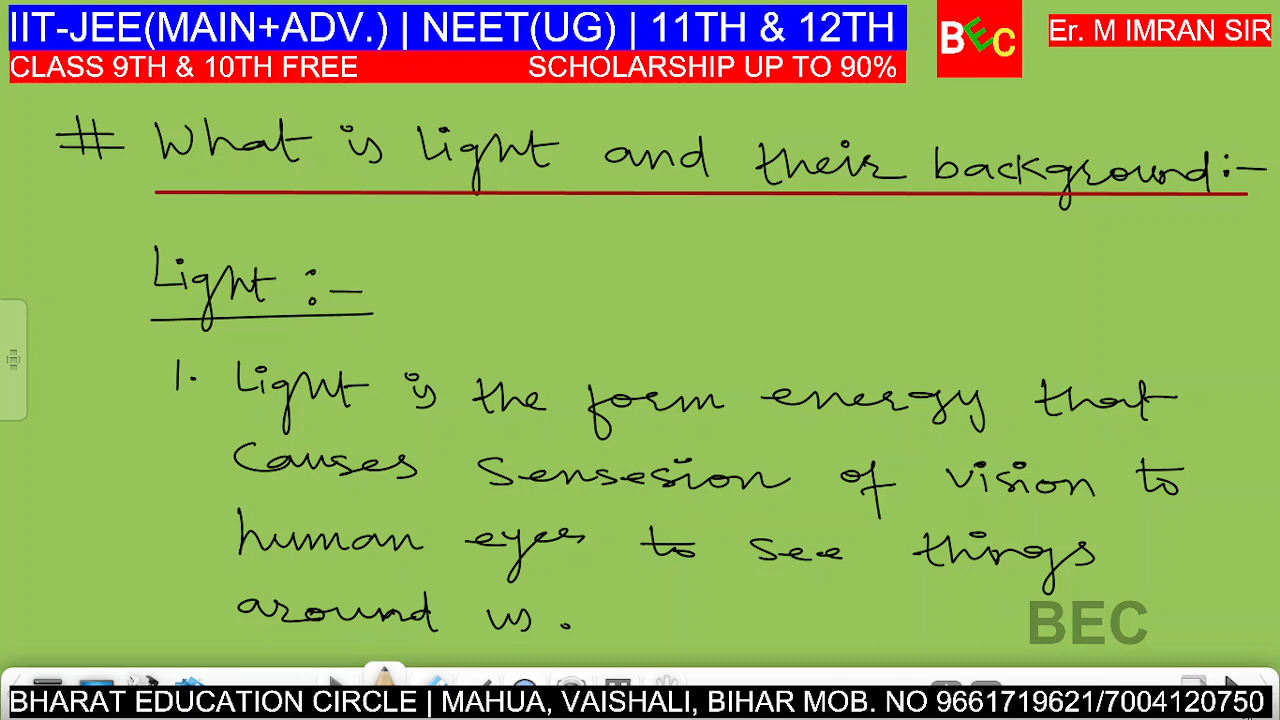 IIT-JEE(MAIN+ADV.) | NEET(UG) | 11TH & 12TH
BEC
Er. M IMRAN SIR
CLASS 9TH & 10TH FREE SCHOLARSHIP UP TO 90%
# What is light and their background:-
Light :-
1. Light is the form energy that
causes sensesion of vision to
human eyes to see things
around us.
BEC
BHARAT EDUCATION CIRCLE | MAHUA, VAISHALI, BIHAR MOB. NO 9661719621/7004120750